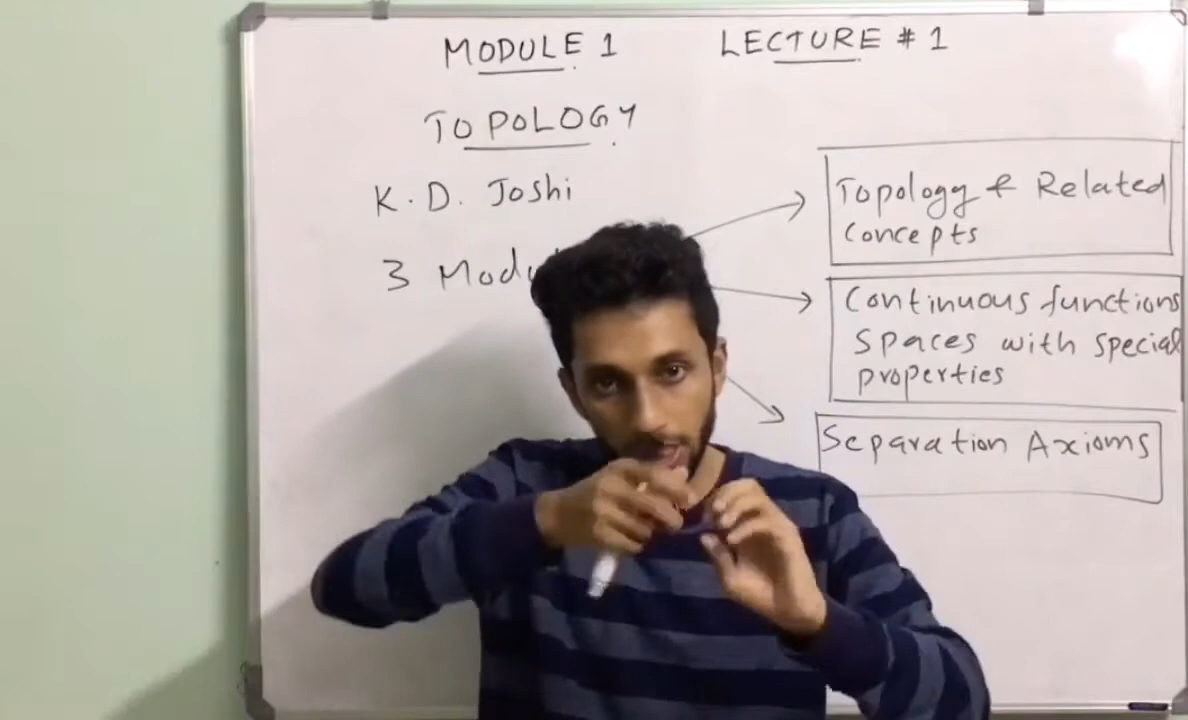 MODULE 1
LECTURE # 1
TOPOLOGY
K. D. Joshi
3
Topology & Related
Concepts
Continuous functions
Spaces with special
properties
Separation Axioms